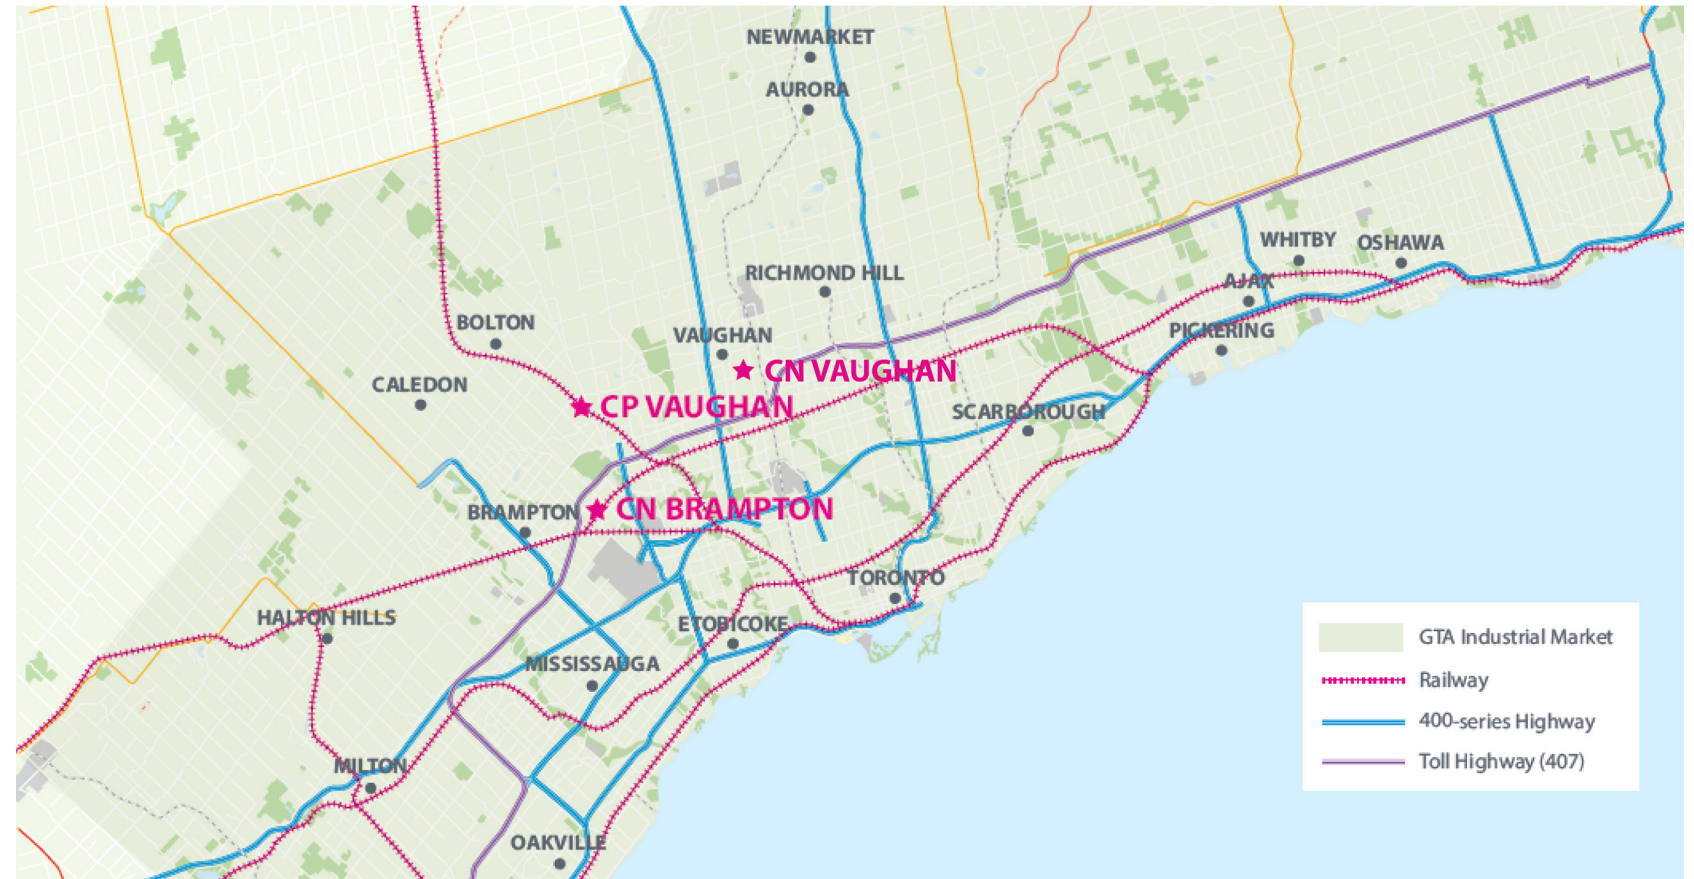 NEWMARKET
AURORA
WHITBY
OSHAWA
RICHMOND HILL
AJAX
BOLTON
VAUGHAN
PICKERING
CN VAUGHAN
CALEDON
CP VAUGHAN
SCARBOROUGH
BRAMPTON
CN BRAMPTON
TORONTO
HALTON HILLS
ETOBICOKE
GTA Industrial Market
MISSISSAUGA
Railway
400-series Highway
Toll Highway (407)
MILTON
OAKVILLE